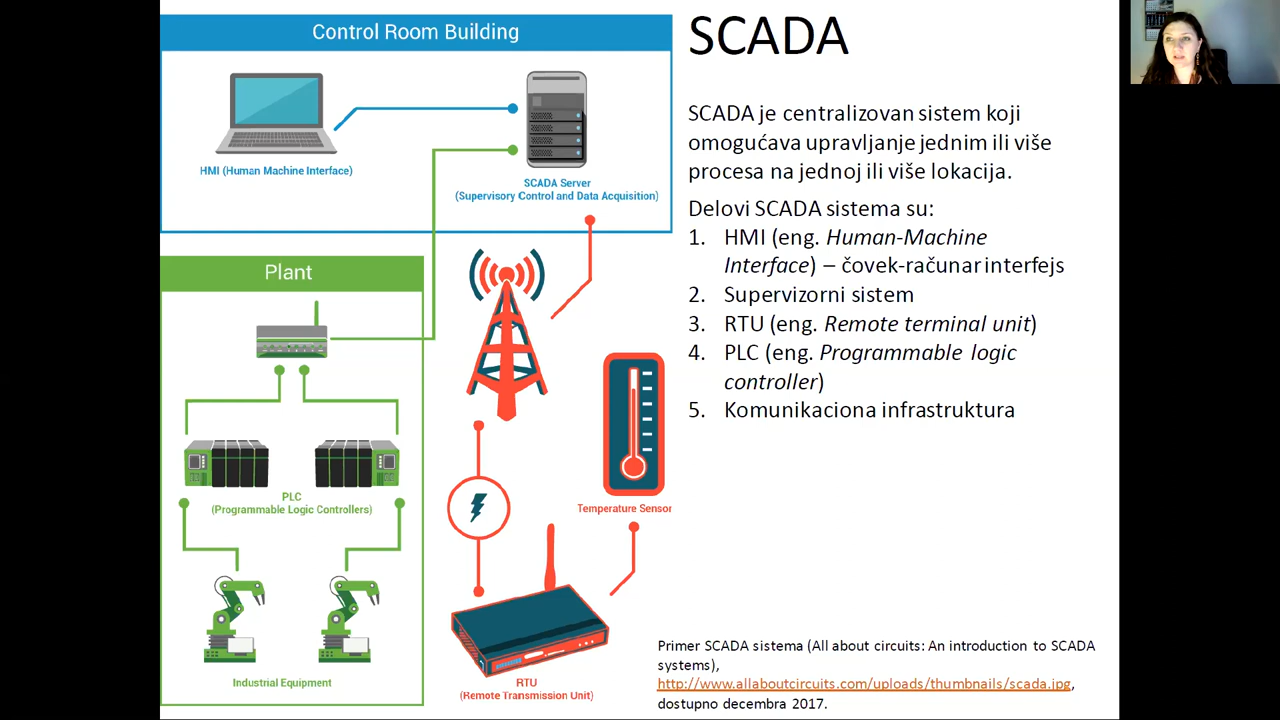 Control Room Building
HMI (Human Machine Interface)
SCADA Server
(Supervisory Control and Data Acquisition)
Plant
PLC
(Programmable Logic Controllers)
Industrial Equipment
Temperature Sensor
RTU
(Remote Transmission Unit)
SCADA
SCADA je centralizovan sistem koji
omogućava upravljanje jednim ili više
procesa na jednoj ili više lokacija.
Delovi SCADA sistema su:
1. HMI (eng. Human-Machine
Interface) – čovek-računar interfejs
2. Supervizorni sistem
3. RTU (eng. Remote terminal unit)
4. PLC (eng. Programmable logic
controller)
5. Komunikaciona infrastruktura
Primer SCADA sistema (All about circuits: An introduction to SCADA
systems),
http://www.allaboutcircuits.com/uploads/thumbnails/scada.jpg,
dostupno decembra 2017.